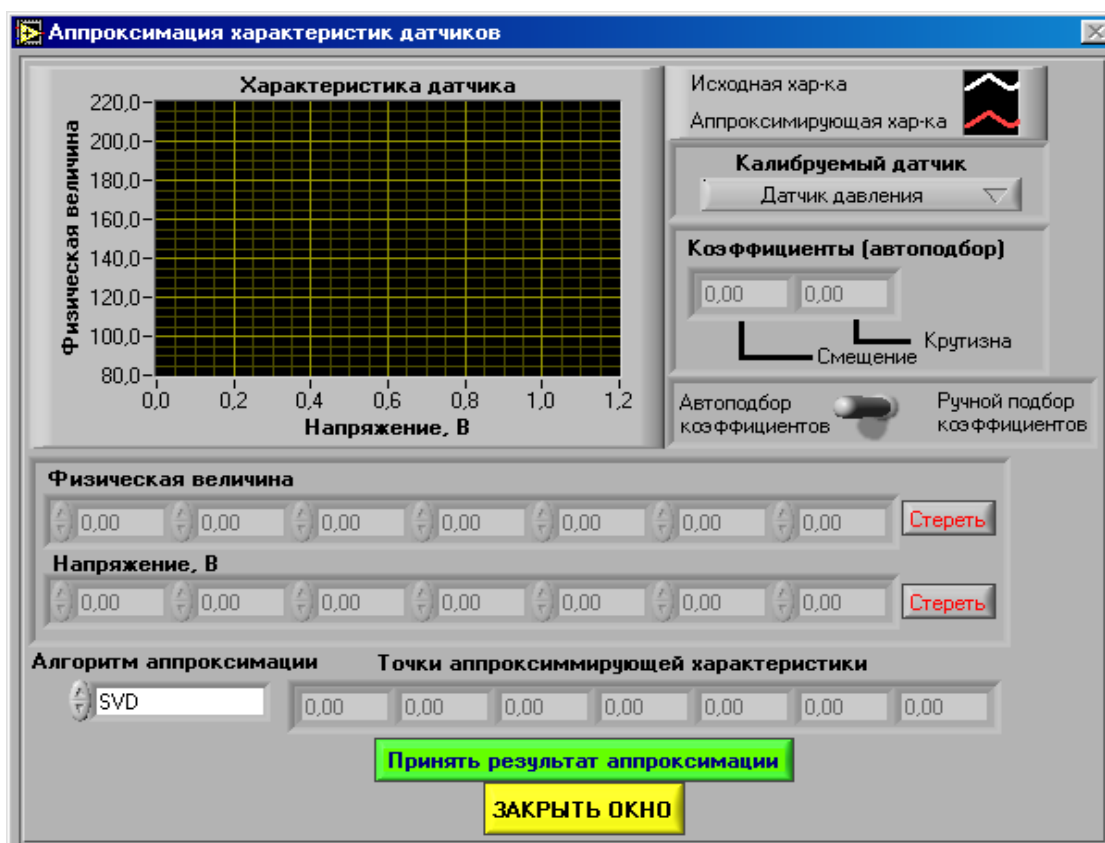 Аппроксимация характеристик датчиков
Характеристика датчика
Физическая величина
220,0
200,0
180,0
160,0
140,0
120,0
100,0
80,0
0,0 0,2 0,4 0,6 0,8 1,0 1,2
Напряжение, В
Исходная хар-ка
Аппроксимирующая хар-ка
Калибруемый датчик
Датчик давления
Коэффициенты (автоподбор)
0,00 0,00
Крутизна
Смещение
Автоподбор
коэффициентов
Ручной подбор
коэффициентов
Физическая величина
0,00 0,00 0,00 0,00 0,00 0,00 0,00 Стереть
Напряжение, В
0,00 0,00 0,00 0,00 0,00 0,00 0,00 Стереть
Алгоритм аппроксимации
SVD
Точки аппроксиммирующей характеристики
0,00 0,00 0,00 0,00 0,00 0,00 0,00
Принять результат аппроксимации
ЗАКРЫТЬ ОКНО